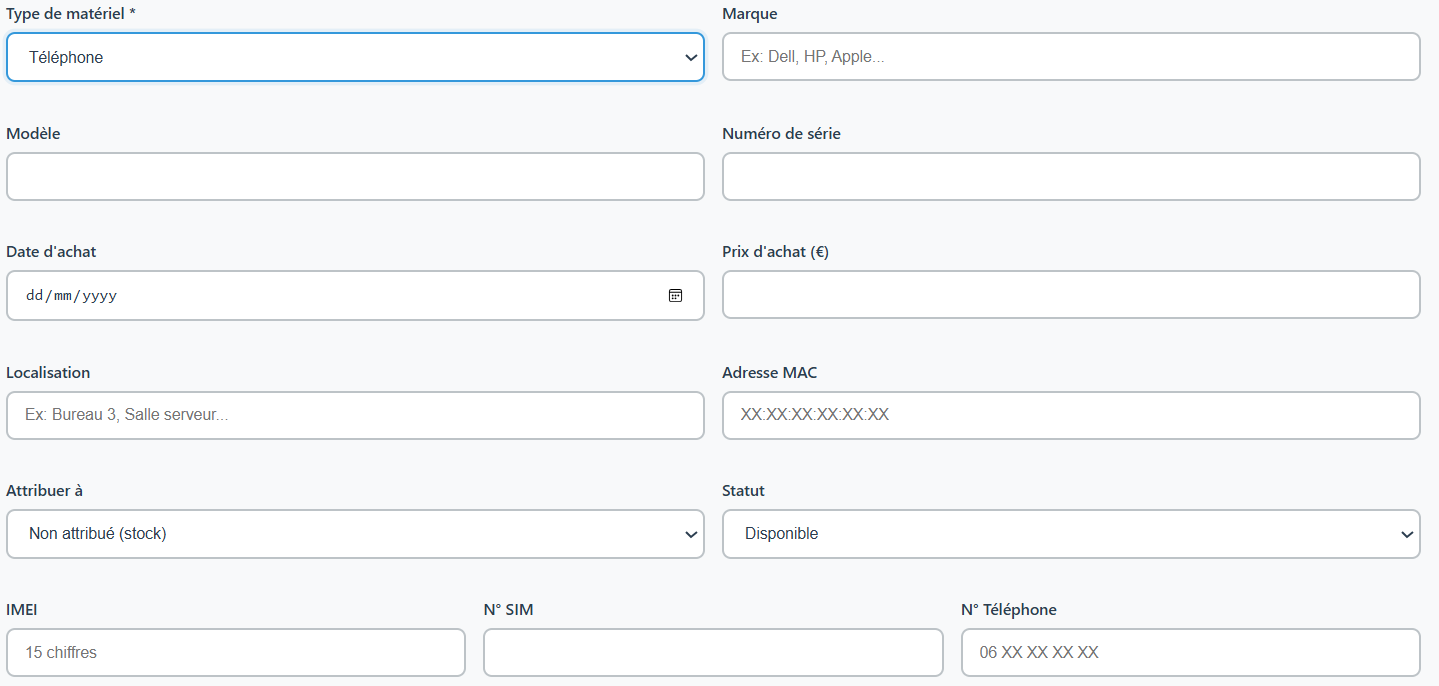 Type de matériel *
Marque
Téléphone
Ex: Dell, HP, Apple...
Modèle
Numéro de série
Date d'achat
Prix d'achat (€)
dd/mm/yyyy
Localisation
Adresse MAC
Ex: Bureau 3, Salle serveur...
XX:XX:XX:XX:XX:XX
Attribuer à
Statut
Non attribué (stock)
Disponible
IMEI
N° SIM
N° Téléphone
15 chiffres
06 XX XX XX XX